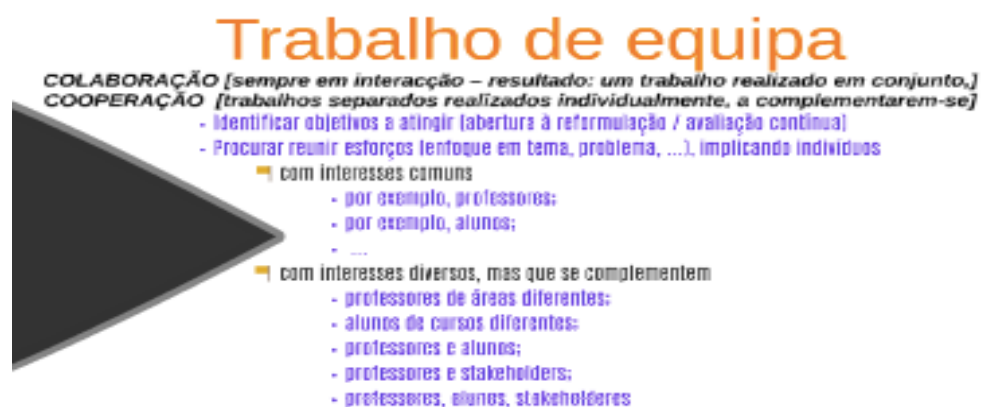 Trabalho de equipa
COLABORAÇÃO [sempre em interacção – resultado: um trabalho realizado em conjunto,]
COOPERAÇÃO [trabalhos separados realizados individualmente, a complementarem-se]
- Identificar objetivos a atingir (abertura à reformulação / avaliação contínua)
- Procurar reunir esforços (enfoque em tema, problema, ...), implicando indivíduos
com interesses comuns
- por exemplo, professores;
- por exemplo, alunos;
- ...
com interesses diversos, mas que se complementem
- professores de áreas diferentes;
- alunos de cursos diferentes;
- professores e alunos;
- professores e stakeholders;
- professores, alunos, stakeholderes